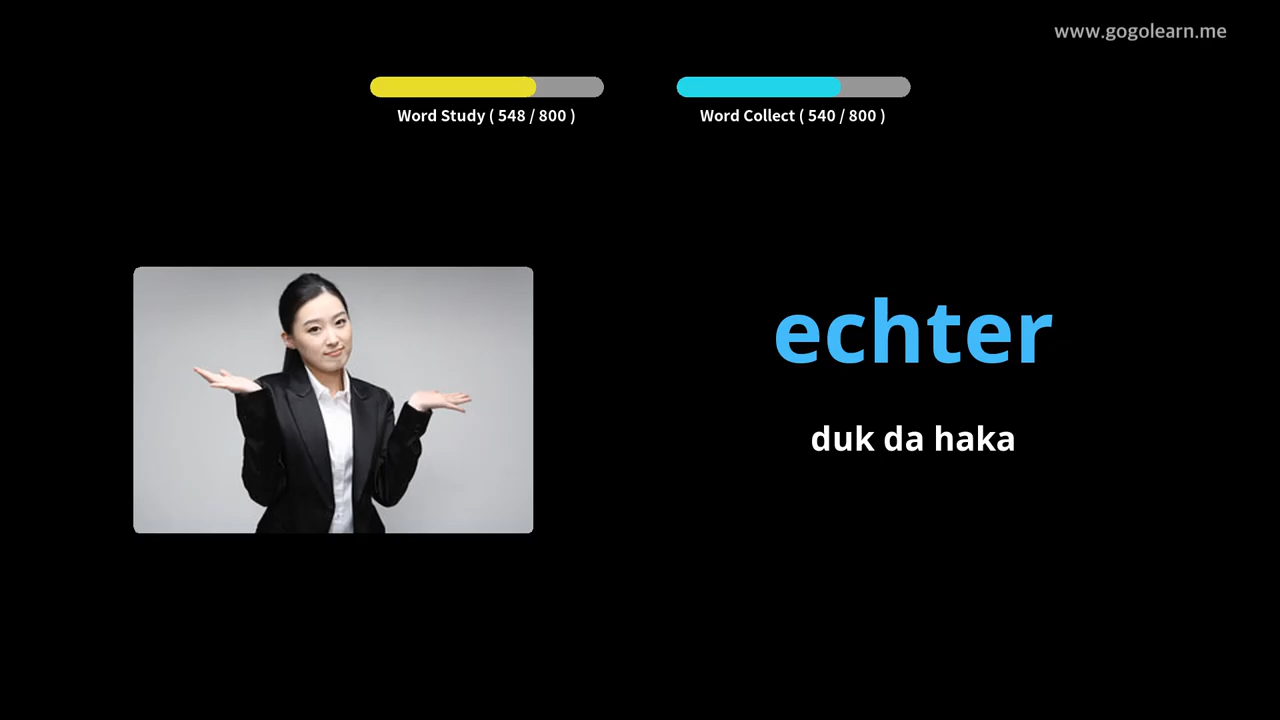 www.gogolearn.me
Word Study ( 548 / 800 )
Word Collect ( 540 / 800 )
echter
duk da haka